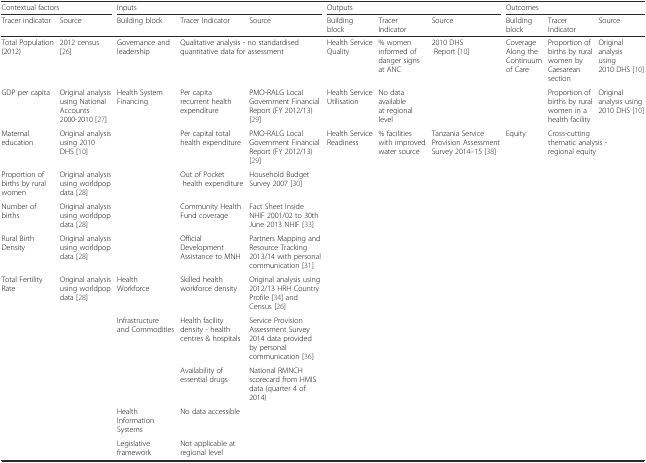 Contextual factors Inputs Outputs Outcomes
Tracer indicator Source Building block Tracer Indicator Source Building block Tracer Indicator Source Building block Tracer Indicator Source
Total Population (2012) 2012 census [26] Governance and leadership Qualitative analysis - no standardised quantitative data for assessment Health Service Quality % women informed of danger signs at ANC 2010 DHS Report [10] Coverage Along the Continuum of Care Proportion of births by rural women by Caesarean section Original analysis using 2010 DHS [10]
GDP per capita Original analysis using National Accounts 2000-2010 [27] Health System Financing Per capita recurrent health expenditure PMO-RALG Local Government Financial Report (FY 2012/13) [29] Health Service Utilisation No data available at regional level Proportion of births by rural women in a health facility Original analysis using 2010 DHS [10]
Maternal education Original analysis using 2010 DHS [10] Per capital total health expenditure PMO-RALG Local Government Financial Report (FY 2012/13) [29] Health Service Readiness % facilities with improved water source Tanzania Service Provision Assessment Survey 2014–15 [38] Equity Cross-cutting thematic analysis - regional equity
Proportion of births by rural women Original analysis using worldpop data [28] Out of Pocket health expenditure Household Budget Survey 2007 [30]
Number of births Original analysis using worldpop data [28] Community Health Fund coverage Fact Sheet Inside NHIF 2001/02 to 30th June 2013 NHIF [33]
Rural Birth Density Original analysis using worldpop data [28] Official Development Assistance to MNH Partners Mapping and Resource Tracking 2013/14 with personal communication [31]
Total Fertility Rate Original analysis using worldpop data [28] Health Workforce Skilled health workforce density Original analysis using 2012/13 HRH Country Profile [34] and Census [26]
Infrastructure and Commodities Health facility density - health centres & hospitals Service Provision Assessment Survey 2014 data provided by personal communication [36]
Availability of essential drugs National RMNCH scorecard from HMIS data (quarter 4 of 2014)
Health Information Systems No data accessible
Legislative framework Not applicable at regional level